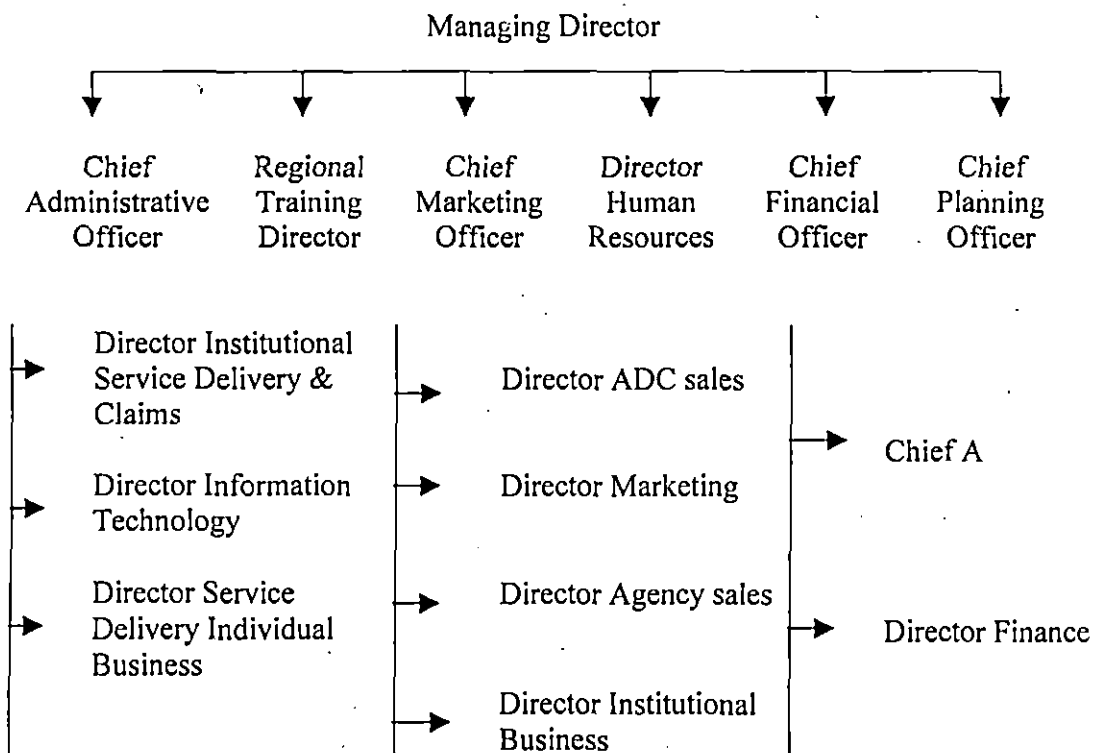 Managing Director
Chief
Administrative
Officer
Regional
Training
Director
Chief
Marketing
Officer
Director
Human
Resources
Chief
Financial
Officer
Chief
Planning
Officer
Director Institutional
Service Delivery &
Claims
Director Information
Technology
Director Service
Delivery Individual
Business
Director ADC sales
Director Marketing
Director Agency sales
Director Institutional
Business
Chief A
Director Finance